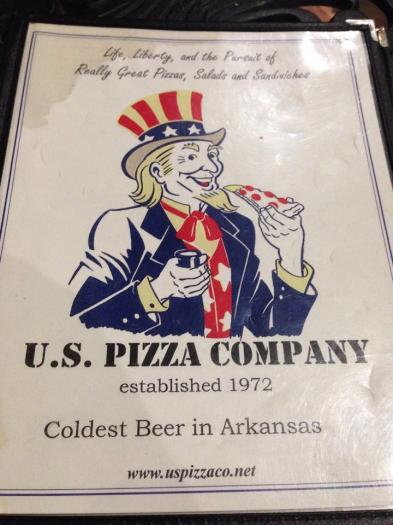 Life, Liberty, and the Pursuit of
Really Great Pizzas, Salads and Sandwiches
U.S. PIZZA COMPANY
established 1972
Coldest Beer in Arkansas
www.uspizzaco.net